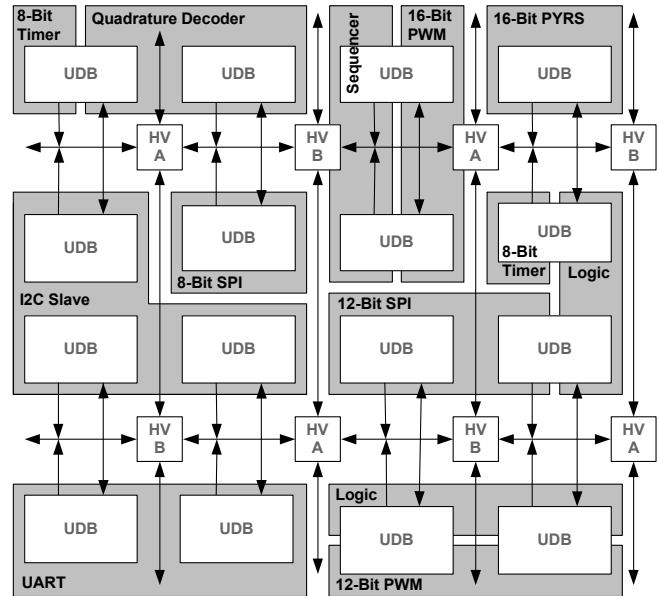 8-Bit
Timer
Quadrature Decoder
Sequencer
16-Bit
PWM
16-Bit PYRS
UDB
UDB
UDB
UDB
HV
A
HV
B
HV
A
HV
B
UDB
UDB
UDB
UDB
8-Bit
Timer
8-Bit SPI
Logic
I2C Slave
12-Bit SPI
UDB
UDB
UDB
UDB
HV
B
HV
A
HV
B
HV
A
Logic
UDB
UDB
UDB
UDB
UART
12-Bit PWM